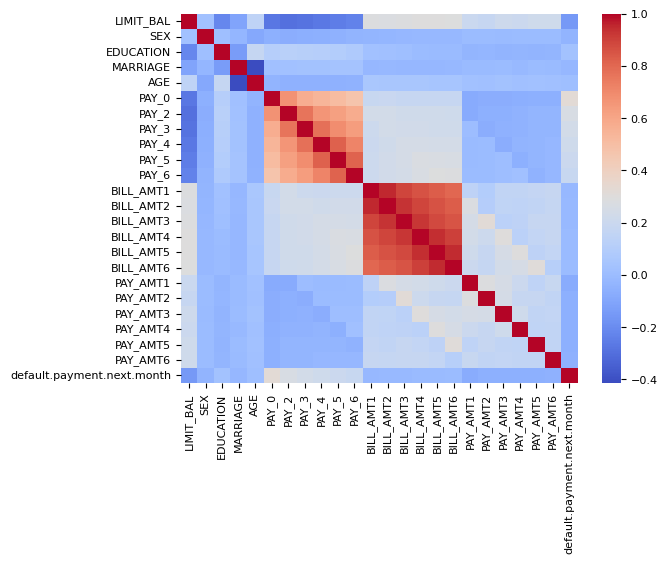 LIMIT_BAL
SEX
EDUCATION
MARRIAGE
AGE
PAY_0
PAY_2
PAY_3
PAY_4
PAY_5
PAY_6
BILL_AMT1
BILL_AMT2
BILL_AMT3
BILL_AMT4
BILL_AMT5
BILL_AMT6
PAY_AMT1
PAY_AMT2
PAY_AMT3
PAY_AMT4
PAY_AMT5
PAY_AMT6
default.payment.next.month
LIMIT_BAL
SEX
EDUCATION
MARRIAGE
AGE
PAY_0
PAY_2
PAY_3
PAY_4
PAY_5
PAY_6
BILL_AMT1
BILL_AMT2
BILL_AMT3
BILL_AMT4
BILL_AMT5
BILL_AMT6
PAY_AMT1
PAY_AMT2
PAY_AMT3
PAY_AMT4
PAY_AMT5
PAY_AMT6
default.payment.next.month
1.0
0.8
0.6
0.4
0.2
0.0
−0.2
−0.4